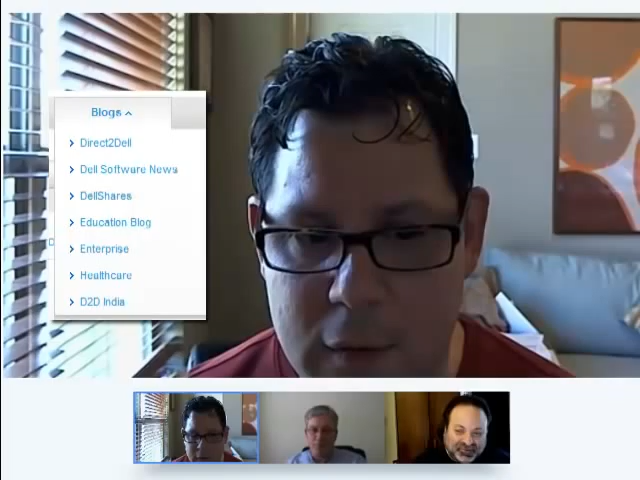 Blogs
Direct2Dell
Dell Software News
DellShares
Education Blog
Enterprise
Healthcare
D2D India